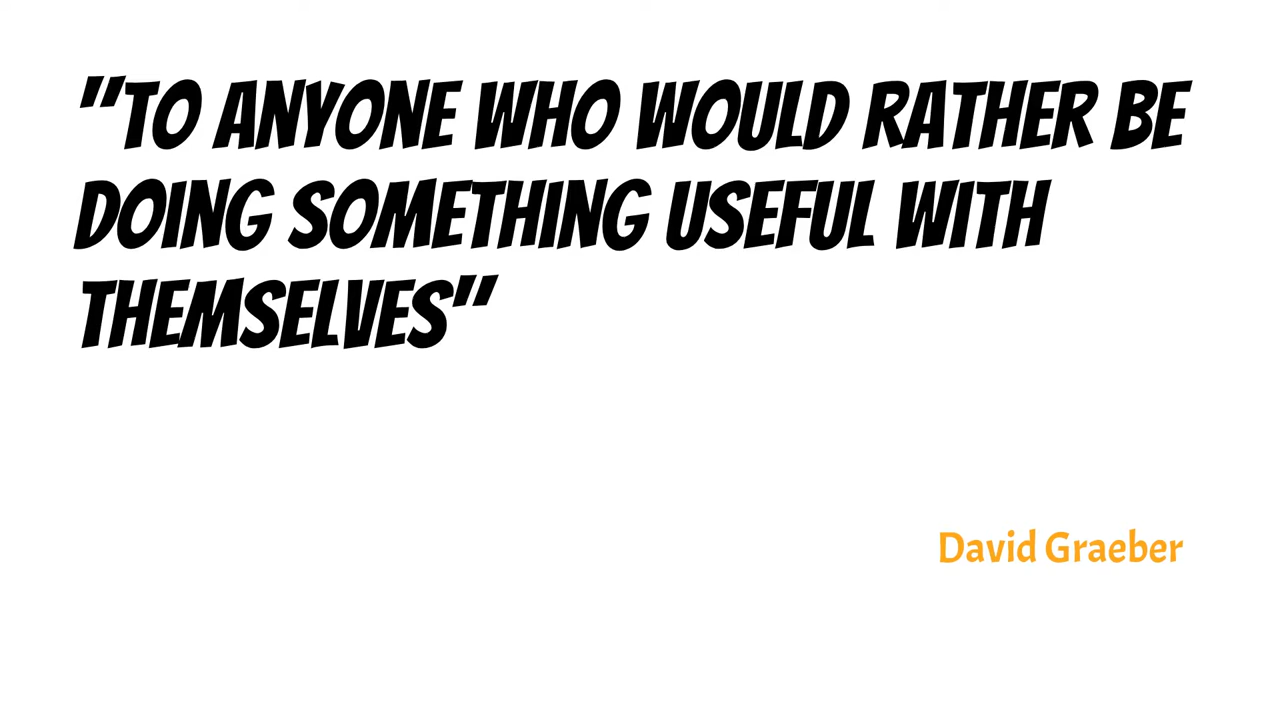 "TO ANYONE WHO WOULD RATHER BE
DOING SOMETHING USEFUL WITH
THEMSELVES"
David Graeber